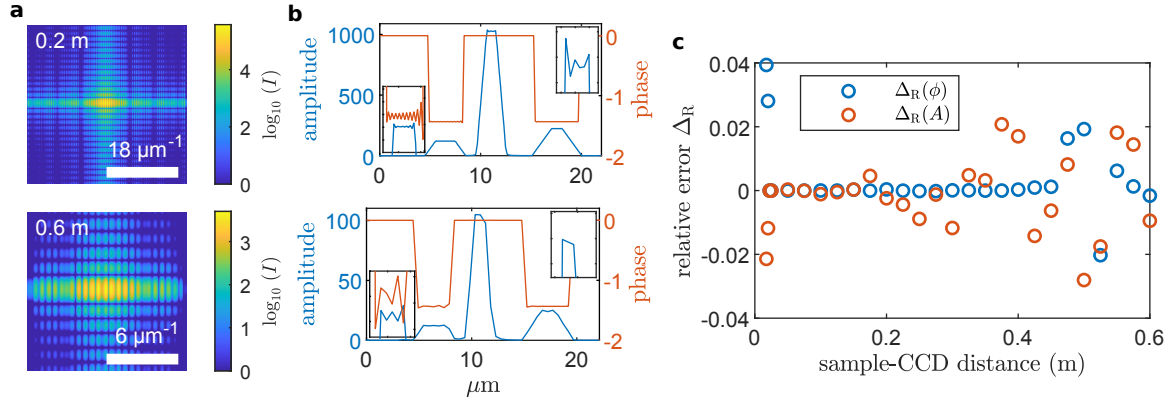 a
0.2 m
18 µm⁻¹
4
2
0
log₁₀ (I)
0.6 m
6 µm⁻¹
3
2
1
0
log₁₀ (I)
b
1000
500
0
amplitude
0
-1
-2
phase
0
10
20
100
50
0
amplitude
0
-1
-2
phase
0
10
20
µm
c
Δ_R(ϕ)
Δ_R(A)
0.04
0.02
0
-0.02
-0.04
relative error Δ_R
0
0.2
0.4
0.6
sample-CCD distance (m)